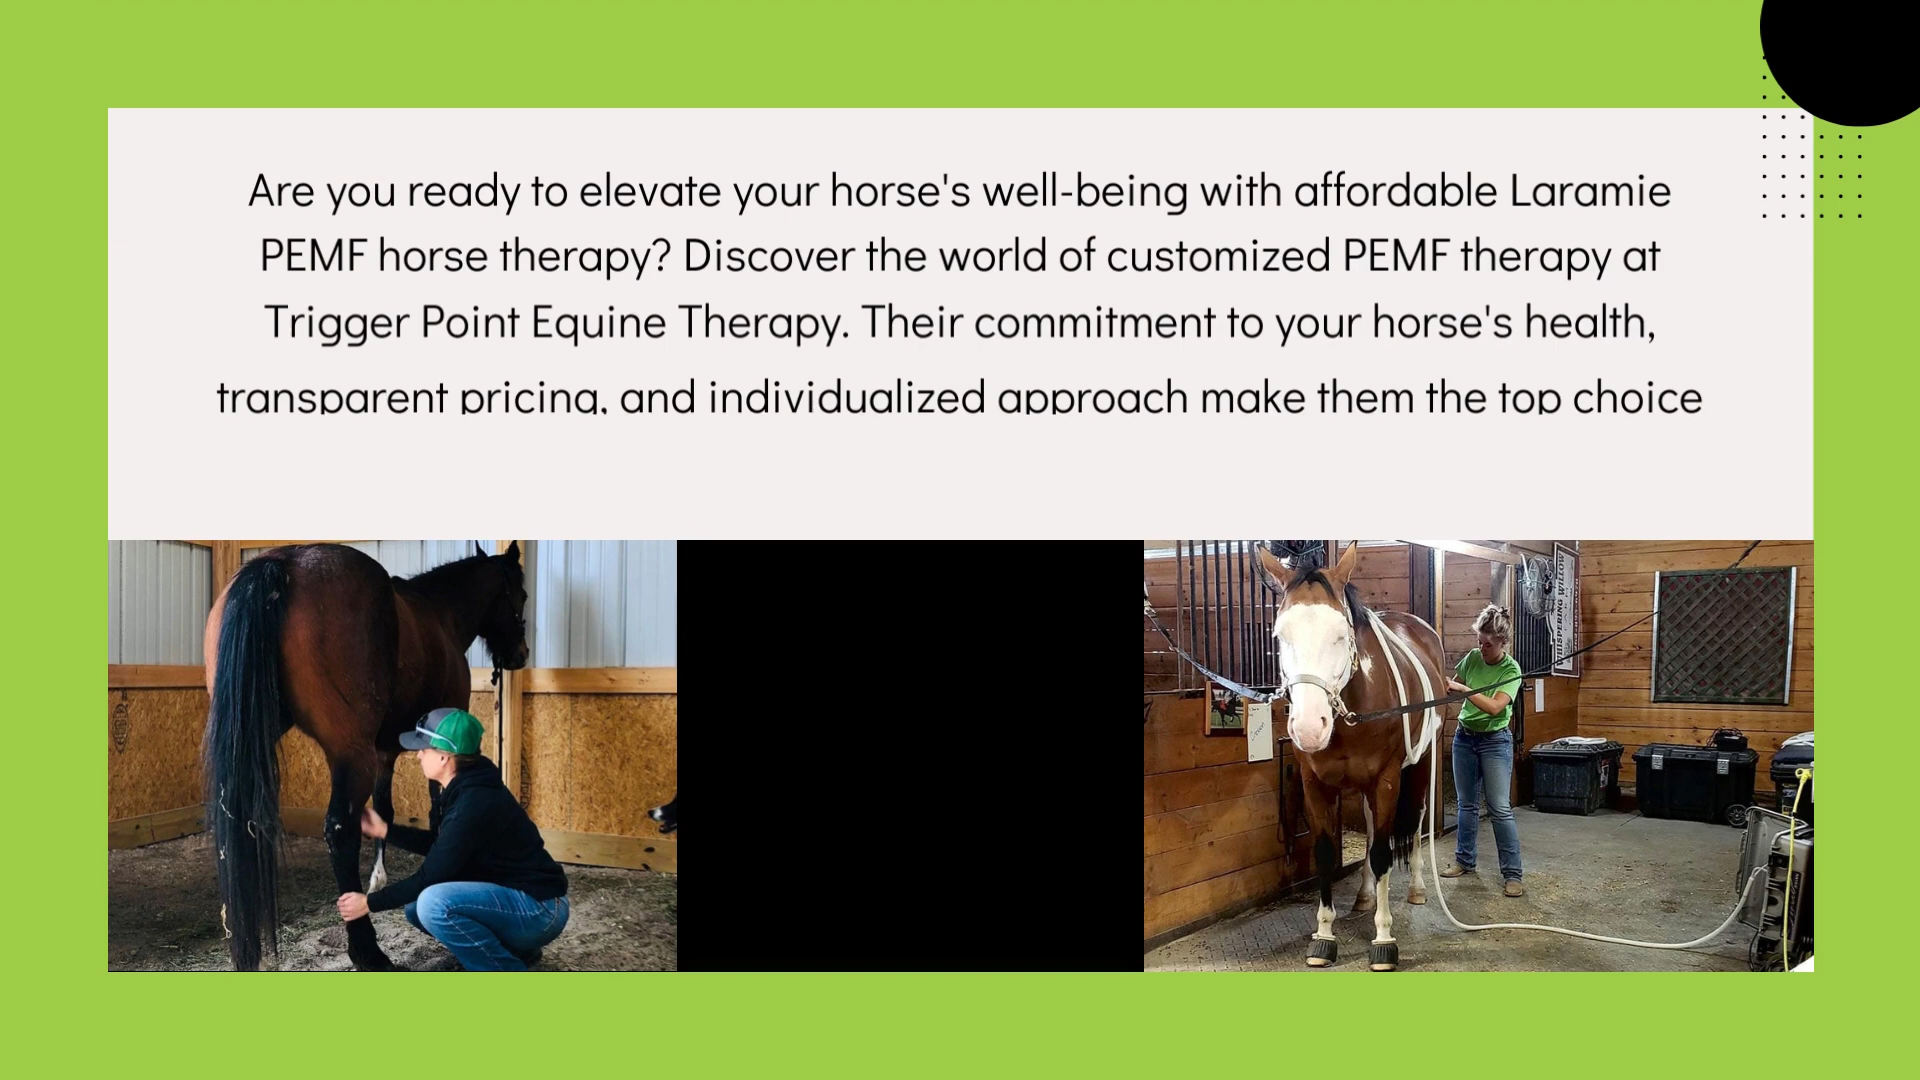 Are you ready to elevate your horse's well-being with affordable Laramie
PEMF horse therapy? Discover the world of customized PEMF therapy at
Trigger Point Equine Therapy. Their commitment to your horse's health,
transparent pricing, and individualized approach make them the top choice
WHISPERING WILLOW